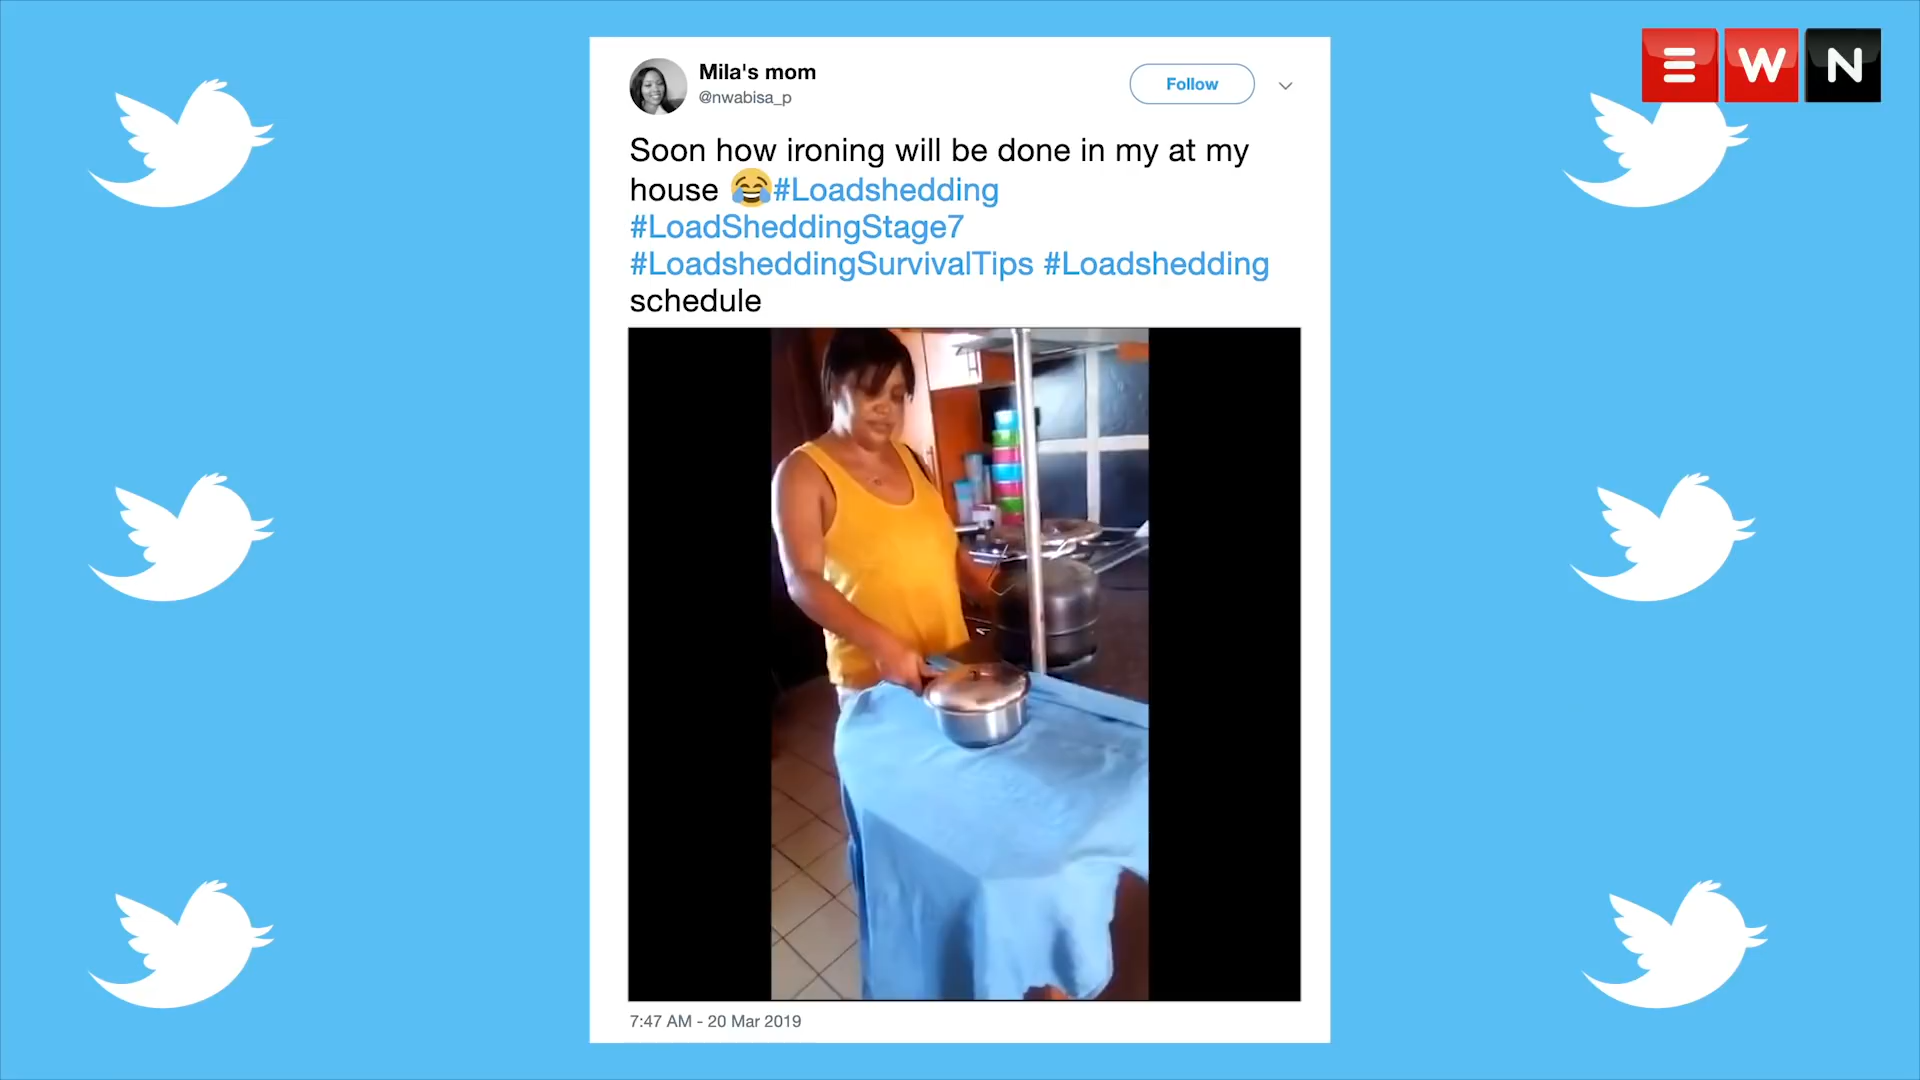 EWN
Mila's mom
@nwabisa_p
Follow
Soon how ironing will be done in my at my
house 😂#Loadshedding
#LoadSheddingStage7
#LoadsheddingSurvivalTips #Loadshedding
schedule
7:47 AM - 20 Mar 2019